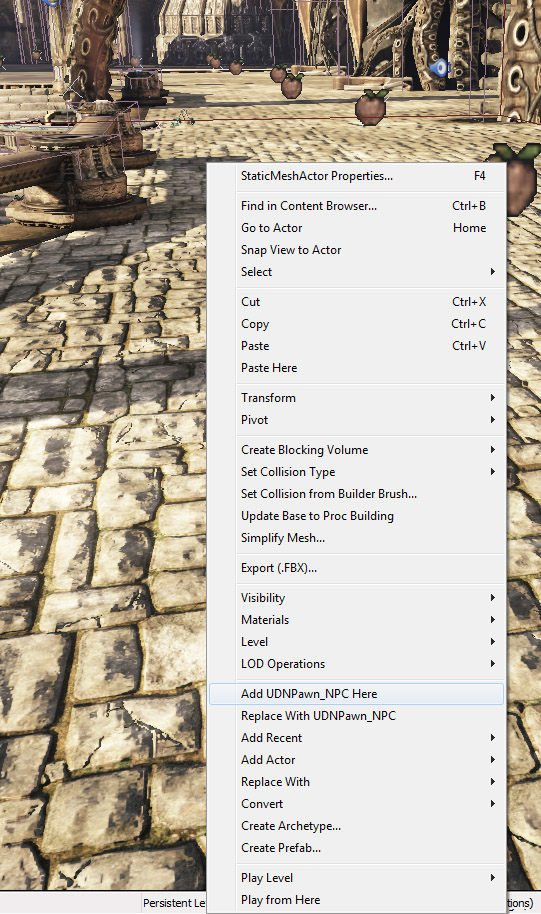 StaticMeshActor Properties... F4
Find in Content Browser... Ctrl+B
Go to Actor Home
Snap View to Actor
Select
Cut Ctrl+X
Copy Ctrl+C
Paste Ctrl+V
Paste Here
Transform
Pivot
Create Blocking Volume
Set Collision Type
Set Collision from Builder Brush...
Update Base to Proc Building
Simplify Mesh...
Export (.FBX)...
Visibility
Materials
Level
LOD Operations
Add UDNPawn_NPC Here
Replace With UDNPawn_NPC
Add Recent
Add Actor
Replace With
Convert
Create Archetype...
Create Prefab...
Play Level
Play from Here
Persistent Le tions)